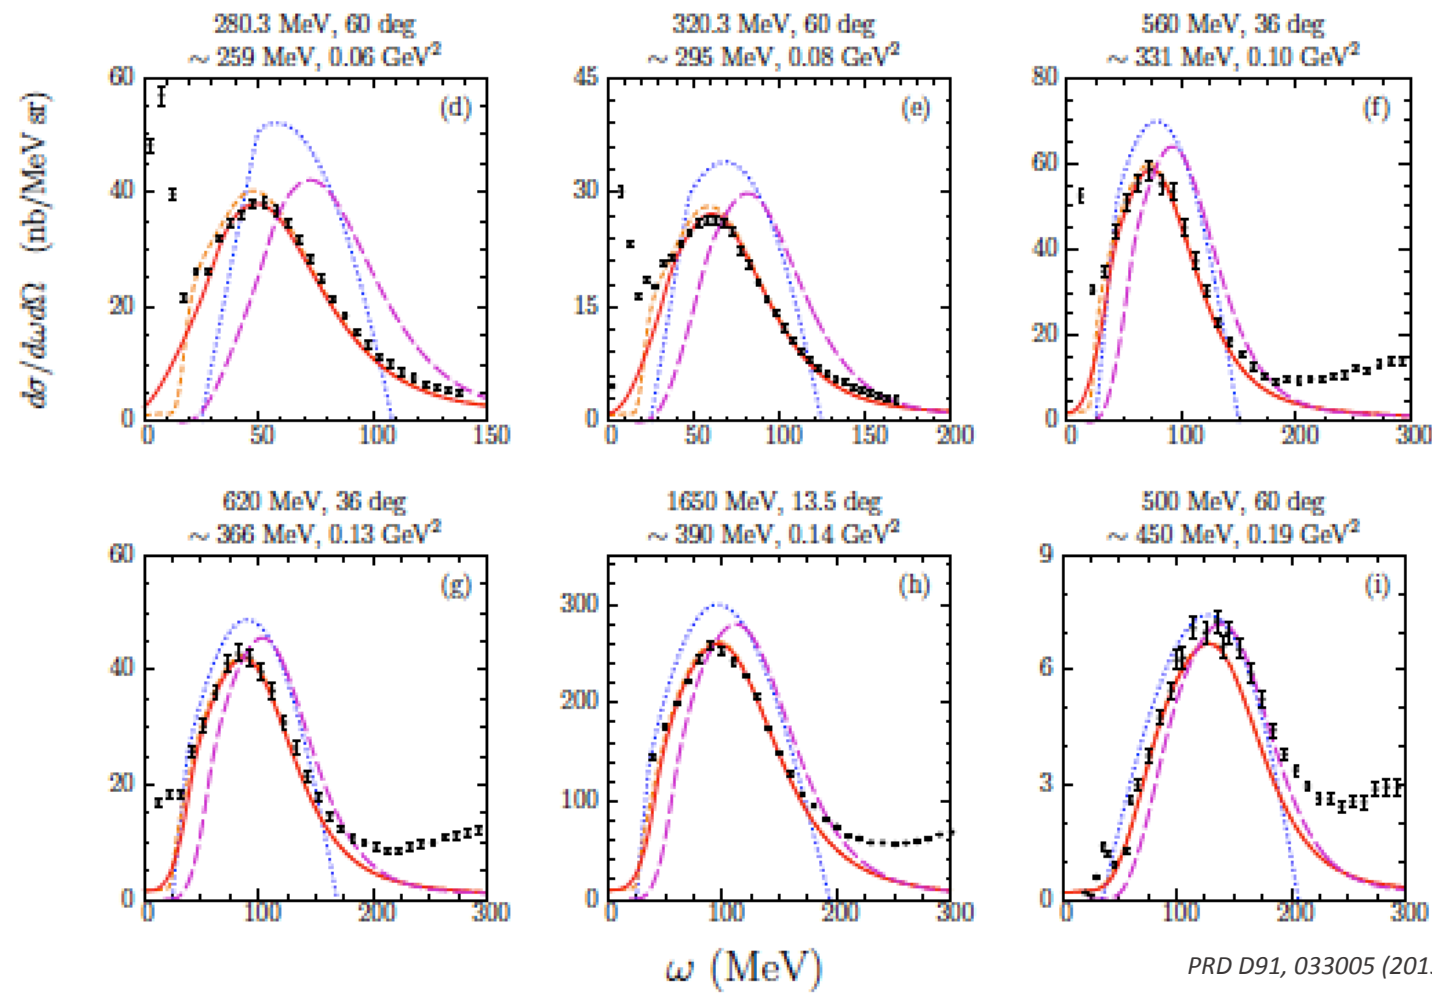 280.3 MeV, 60 deg
~ 259 MeV, 0.06 GeV²
320.3 MeV, 60 deg
~ 295 MeV, 0.08 GeV²
560 MeV, 36 deg
~ 331 MeV, 0.10 GeV²
dσ/dωdΩ (nb/MeV sr)
60
40
20
0
(d)
0 50 100 150
45
30
15
0
(e)
0 50 100 150 200
80
60
40
20
0
(f)
0 100 200 300
620 MeV, 36 deg
~ 366 MeV, 0.13 GeV²
1650 MeV, 13.5 deg
~ 390 MeV, 0.14 GeV²
500 MeV, 60 deg
~ 450 MeV, 0.19 GeV²
60
40
20
0
(g)
0 100 200 300
300
200
100
0
(h)
0 100 200 300
9
6
3
0
(i)
0 100 200 300
ω (MeV)
PRD D91, 033005 (201